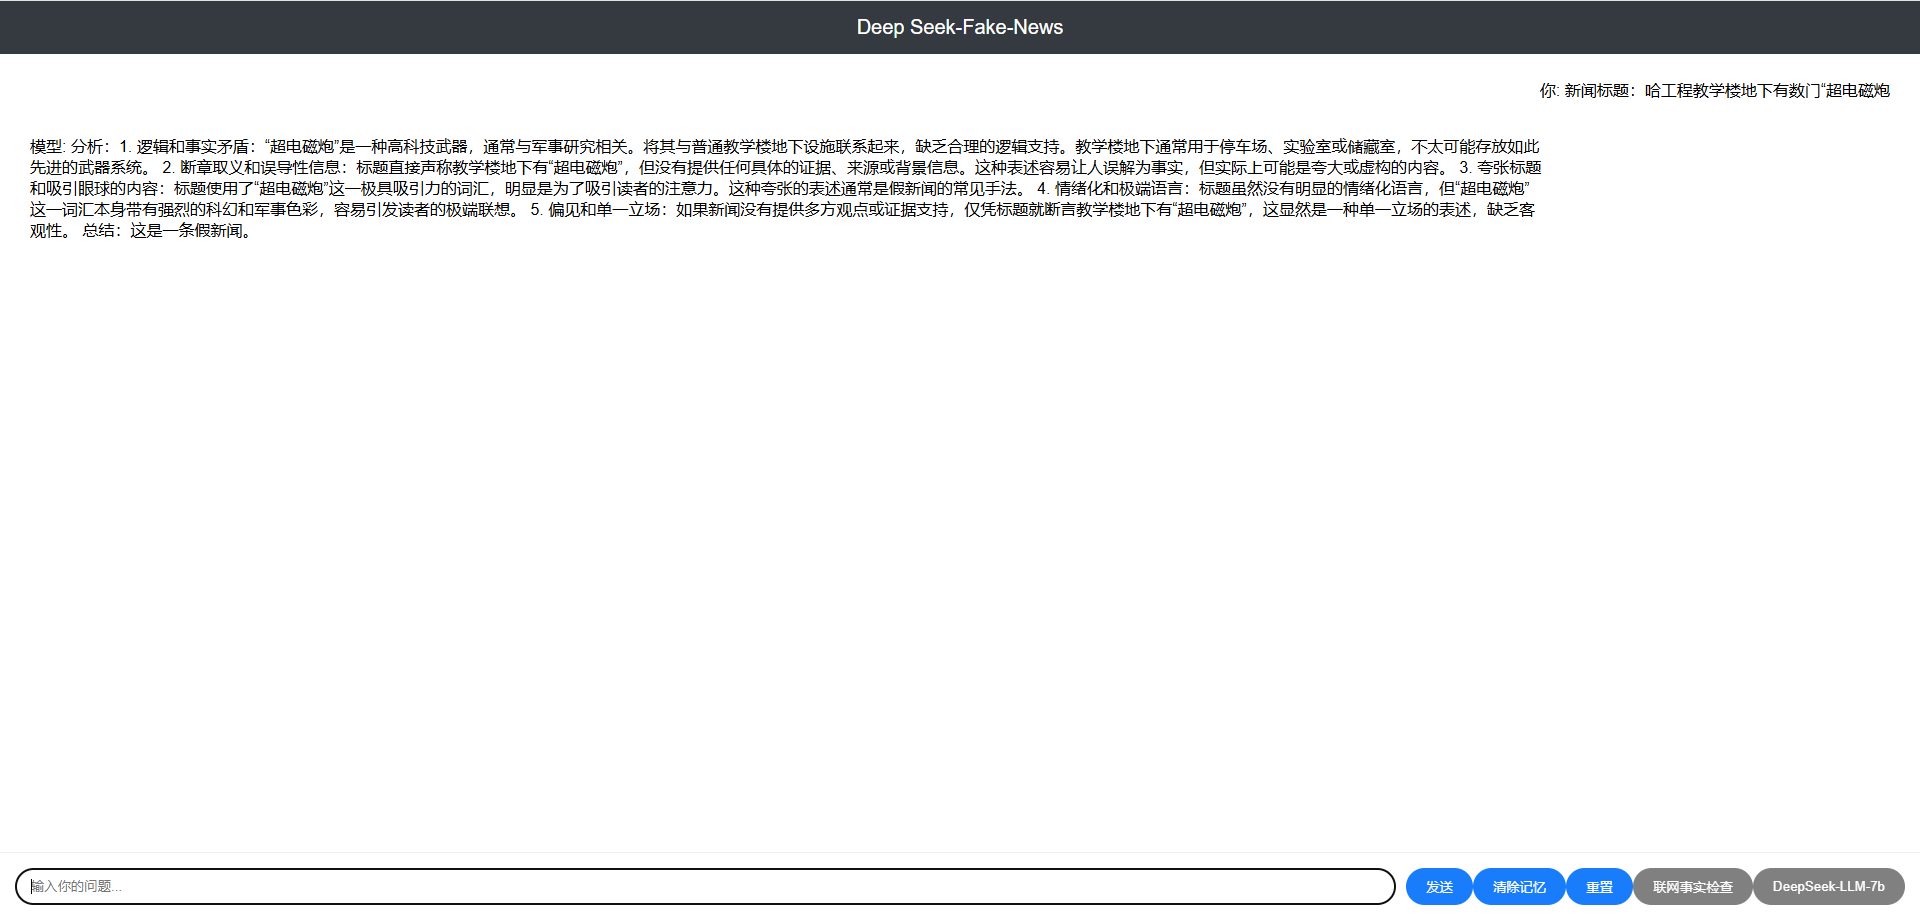 Deep Seek-Fake-News
你: 新闻标题：哈工程教学楼地下有数门“超电磁炮
模型: 分析：1. 逻辑和事实矛盾：“超电磁炮”是一种高科技武器，通常与军事研究相关。将其与普通教学楼地下设施联系起来，缺乏合理的逻辑支持。教学楼地下通常用于停车场、实验室或储藏室，不太可能存放如此
先进的武器系统。 2. 断章取义和误导性信息：标题直接声称教学楼地下有“超电磁炮”，但没有提供任何具体的证据、来源或背景信息。这种表述容易让人误解为事实，但实际上可能是夸大或虚构的内容。 3. 夸张标题
和吸引眼球的内容：标题使用了“超电磁炮”这一极具吸引力的词汇，明显是为了吸引读者的注意力。这种夸张的表述通常是假新闻的常见手法。 4. 情绪化和极端语言：标题虽然没有明显的情绪化语言，但“超电磁炮”
这一词汇本身带有强烈的科幻和军事色彩，容易引发读者的极端联想。 5. 偏见和单一立场：如果新闻没有提供多方观点或证据支持，仅凭标题就断言教学楼地下有“超电磁炮”，这显然是一种单一立场的表述，缺乏客
观性。 总结：这是一条假新闻。
输入你的问题...
发送
清除记忆
重置
联网事实检查
DeepSeek-LLM-7b